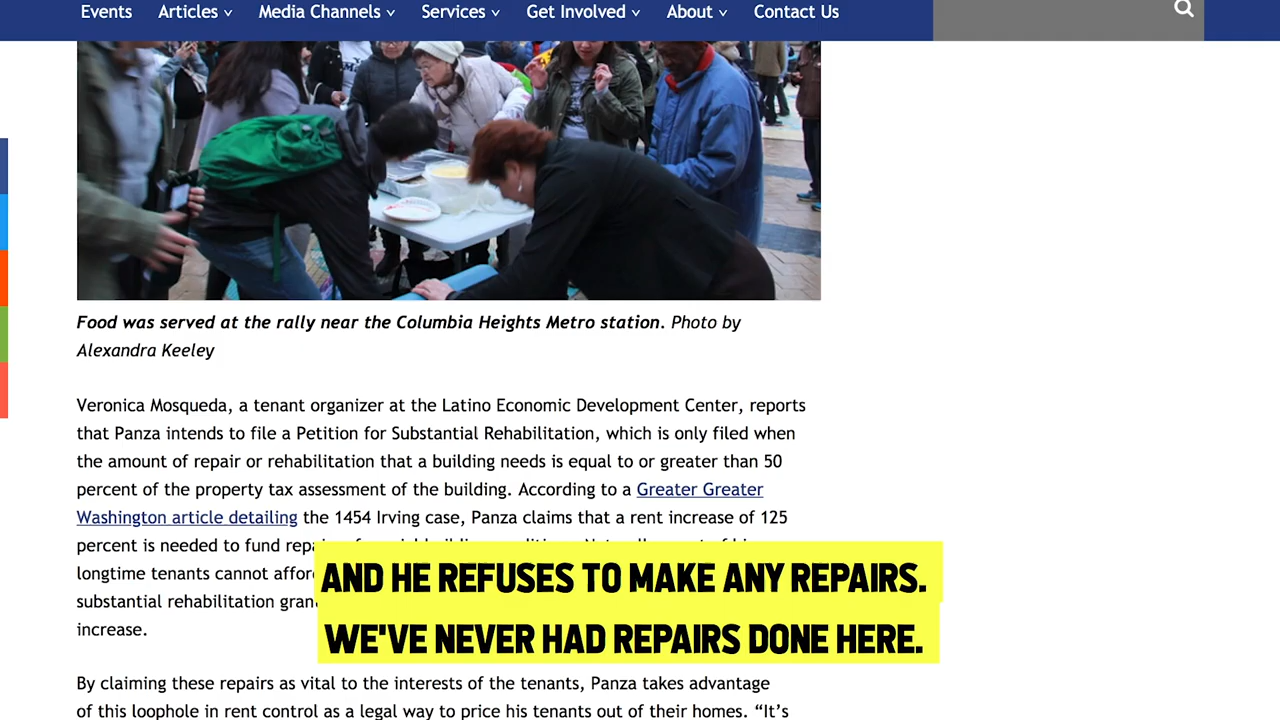 Events Articles Media Channels Services Get Involved About Contact Us
Food was served at the rally near the Columbia Heights Metro station. Photo by
Alexandra Keeley
Veronica Mosqueda, a tenant organizer at the Latino Economic Development Center, reports
that Panza intends to file a Petition for Substantial Rehabilitation, which is only filed when
the amount of repair or rehabilitation that a building needs is equal to or greater than 50
percent of the property tax assessment of the building. According to a Greater Greater
Washington article detailing the 1454 Irving case, Panza claims that a rent increase of 125
percent is needed to fund
longtime tenants cannot
substantial rehabilitation
increase.
AND HE REFUSES TO MAKE ANY REPAIRS.
WE'VE NEVER HAD REPAIRS DONE HERE.
By claiming these repairs as vital to the interests of the tenants, Panza takes advantage
of this loophole in rent control as a legal way to price his tenants out of their homes. “It’s